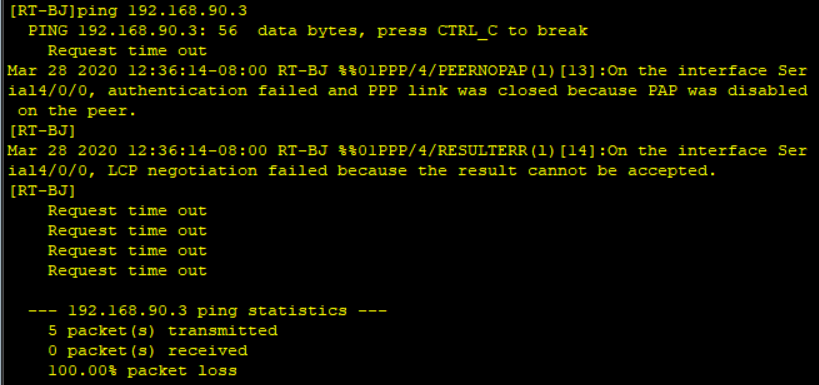 [RT-BJ]ping 192.168.90.3
PING 192.168.90.3: 56  data bytes, press CTRL_C to break
Request time out
Mar 28 2020 12:36:14-08:00 RT-BJ %%01PPP/4/PEERNOPAP(l)[13]:On the interface Ser
ial4/0/0, authentication failed and PPP link was closed because PAP was disabled
on the peer.
[RT-BJ]
Mar 28 2020 12:36:14-08:00 RT-BJ %%01PPP/4/RESULTERR(l)[14]:On the interface Ser
ial4/0/0, LCP negotiation failed because the result cannot be accepted.
[RT-BJ]
Request time out
Request time out
Request time out
Request time out
--- 192.168.90.3 ping statistics ---
5 packet(s) transmitted
0 packet(s) received
100.00% packet loss